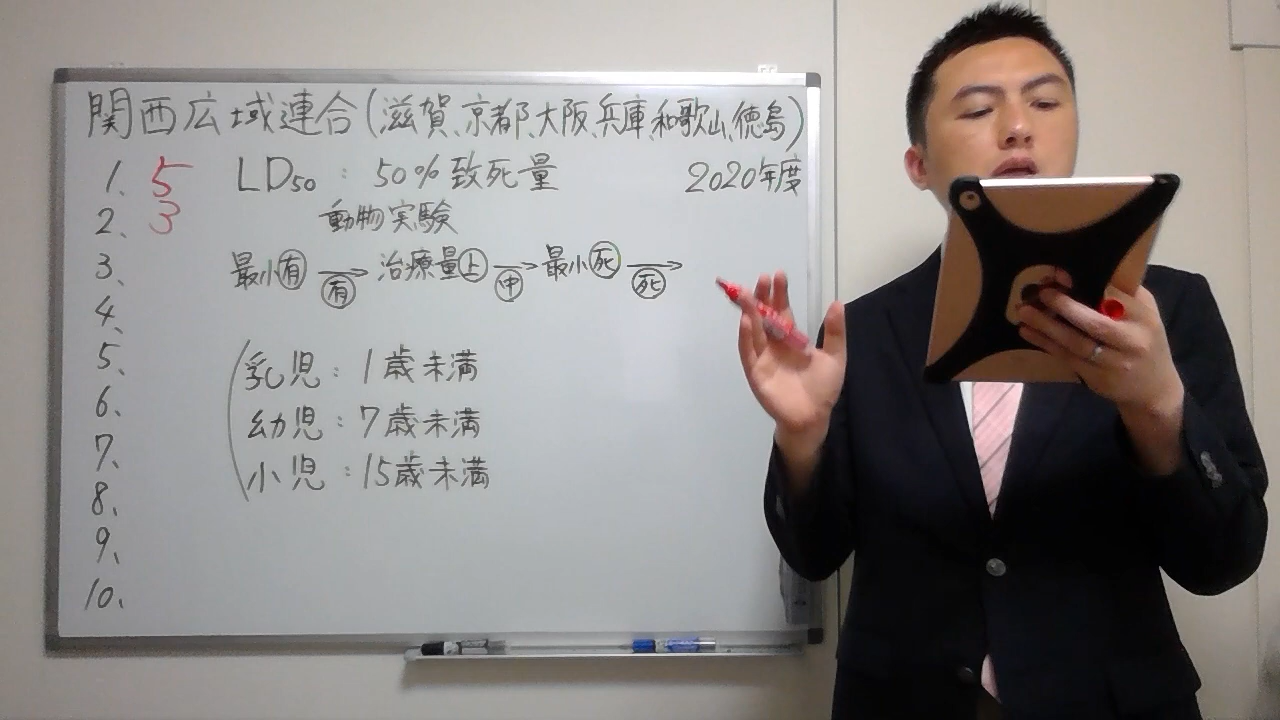 関西広域連合(滋賀、京都、大阪、兵庫、和歌山、徳島)
1、 5 LD50 : 50%致死量 2020年度
2、 3 動物実験
3、 最小有 → 有 治療量上 → 中 最小死 → 死
4、
5、 乳児:1歳未満
6、 幼児:7歳未満
7、 小児:15歳未満
8、
9、
10、